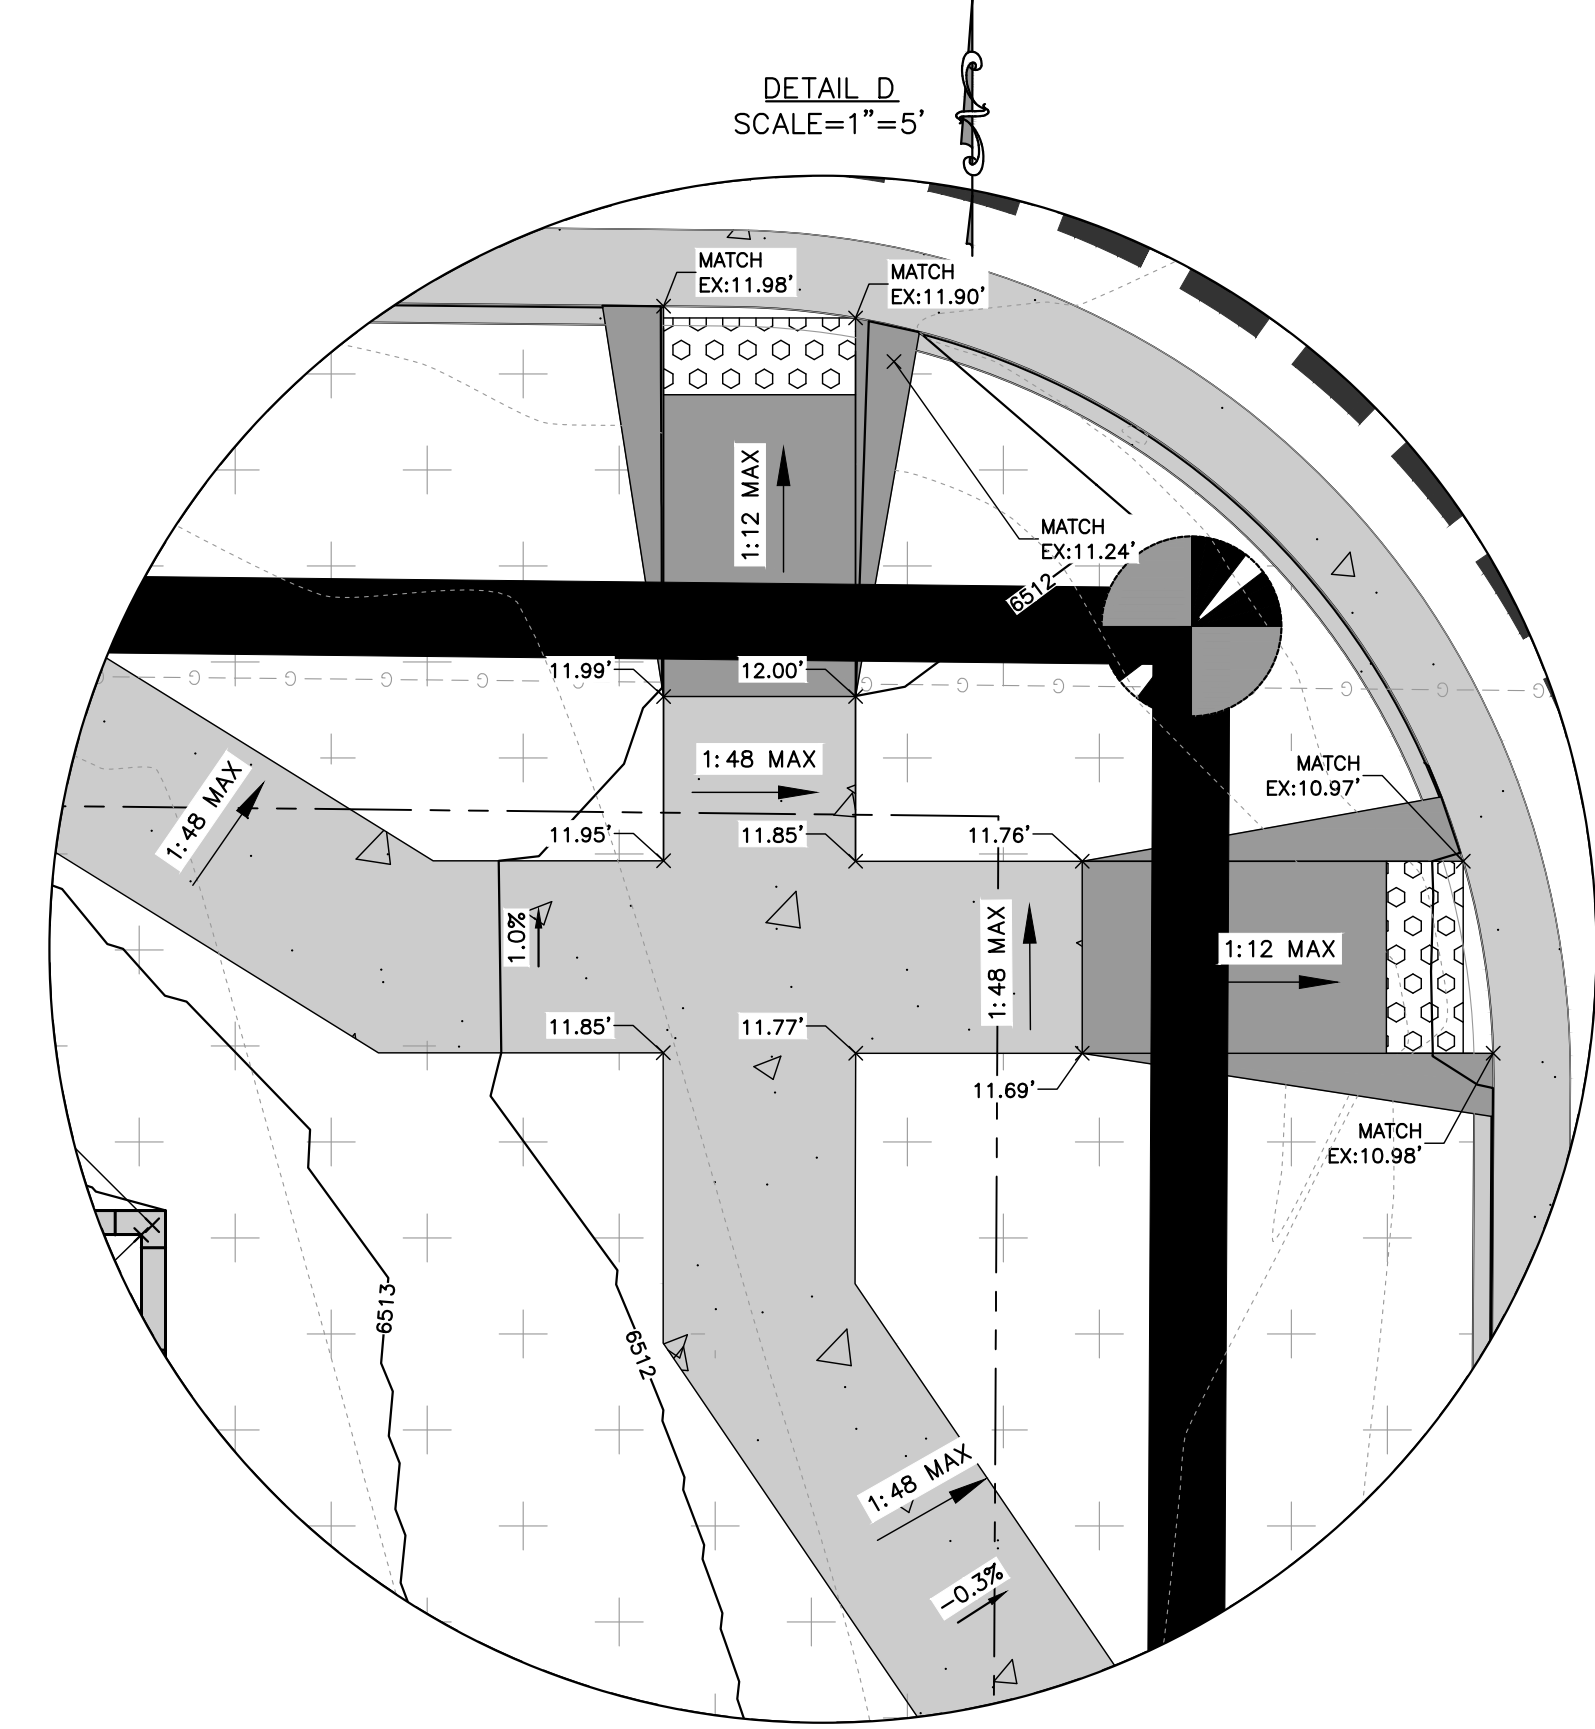 DETAIL D
SCALE=1"=5'
MATCH
EX:11.98'
MATCH
EX:11.90'
1:12 MAX
MATCH
EX:11.24'
6512
11.99'
12.00'
G G G G G G G G G G G
1:48 MAX
1:48 MAX
MATCH
EX:10.97'
11.95'
11.85'
11.76'
1.0%
1:48 MAX
1:12 MAX
11.85'
11.77'
11.69'
MATCH
EX:10.98'
6513
6512
1:48 MAX
-0.3%